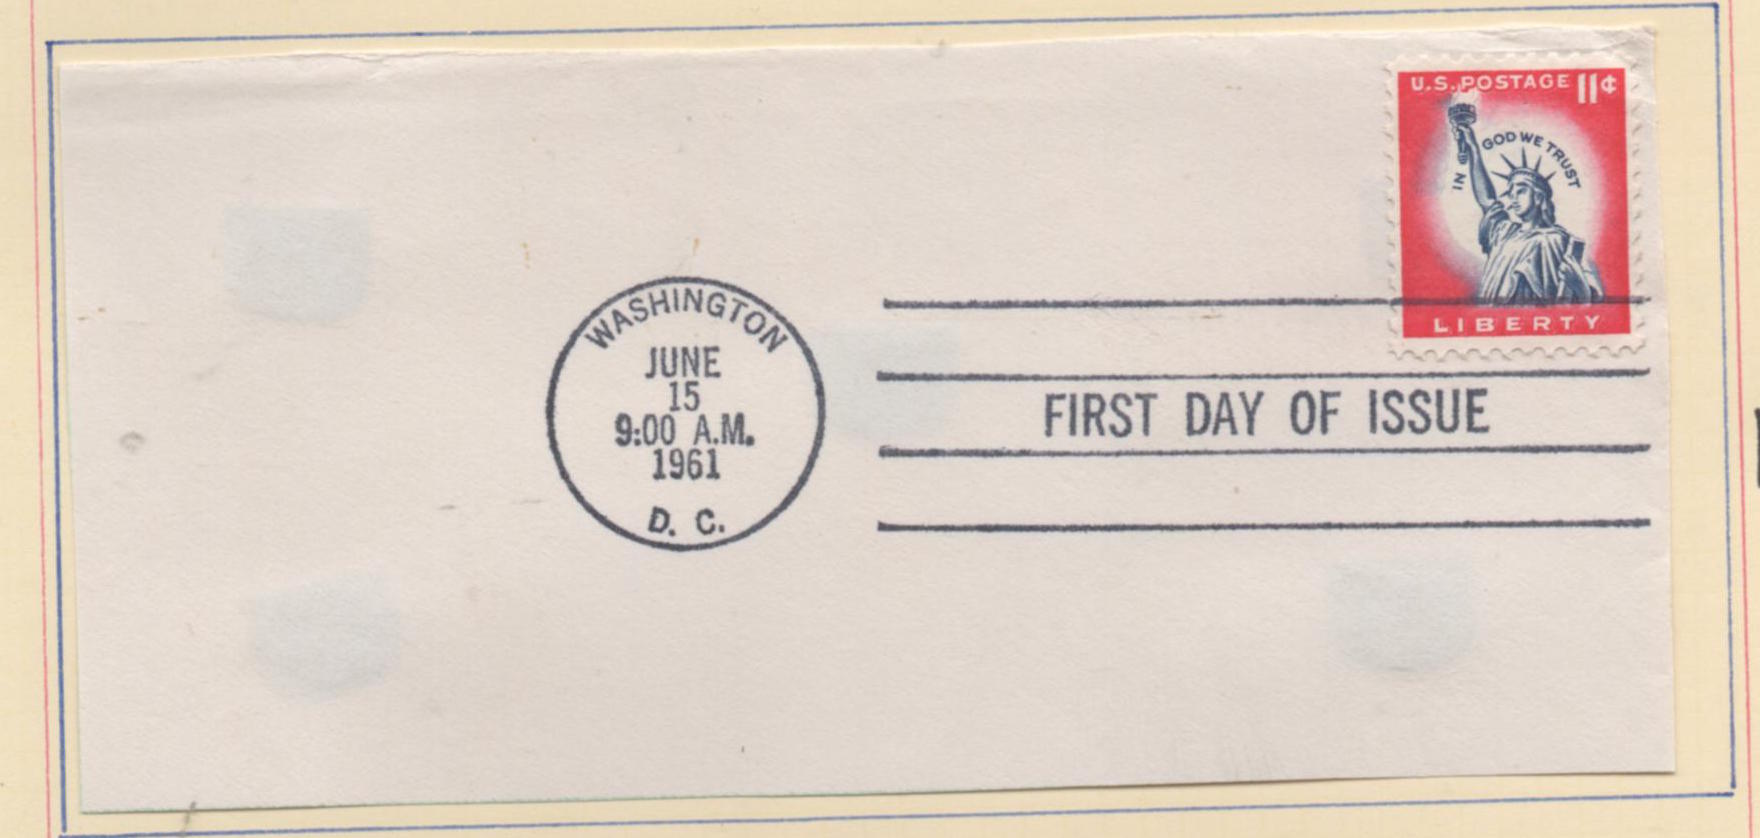 U.S. POSTAGE 11¢
IN GOD WE TRUST
LIBERTY
WASHINGTON
JUNE
15
9:00 A.M.
1961
D. C.
FIRST DAY OF ISSUE